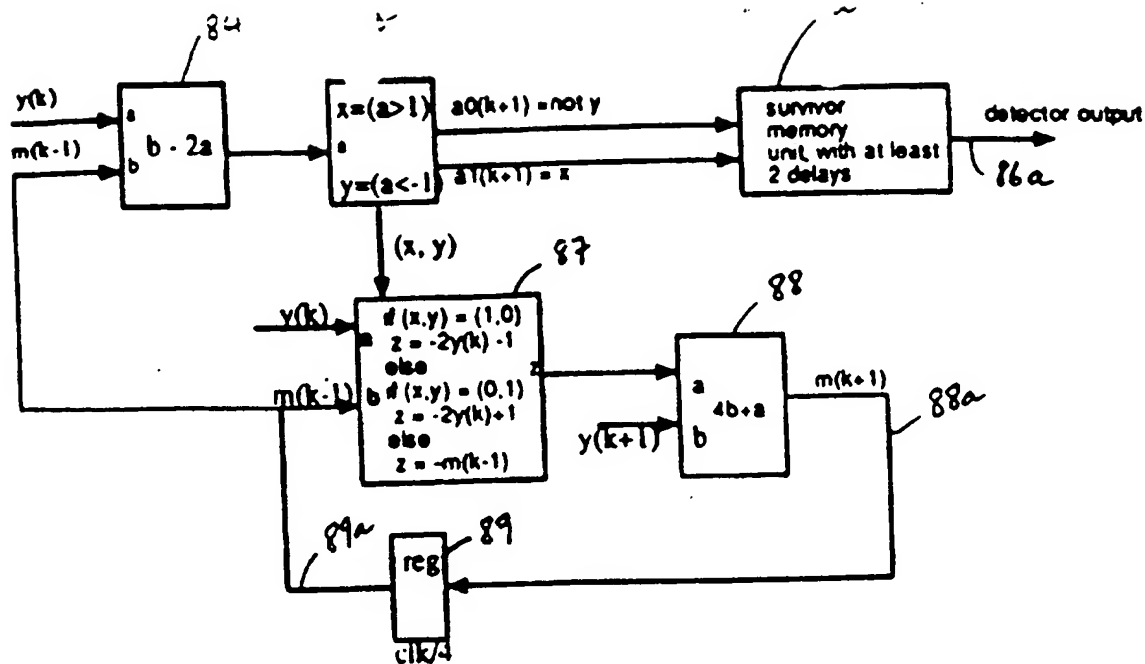 84
y(k)
a
m(k-1)
b
b - 2a
x=(a>1)
a
y=(a<-1)
a0(k+1) = not y
a1(k+1) = x
survivor
memory
unit, with at least
2 delays
detector output
86a
(x, y)
87
y(k)
a
m(k-1)
b
if (x,y) = (1,0)
z = -2y(k) -1
else
if (x,y) = (0,1)
z = -2y(k)+1
else
z = -m(k-1)
z
88
a
4b+a
b
y(k+1)
m(k+1)
88a
89a
89
reg
clk/4